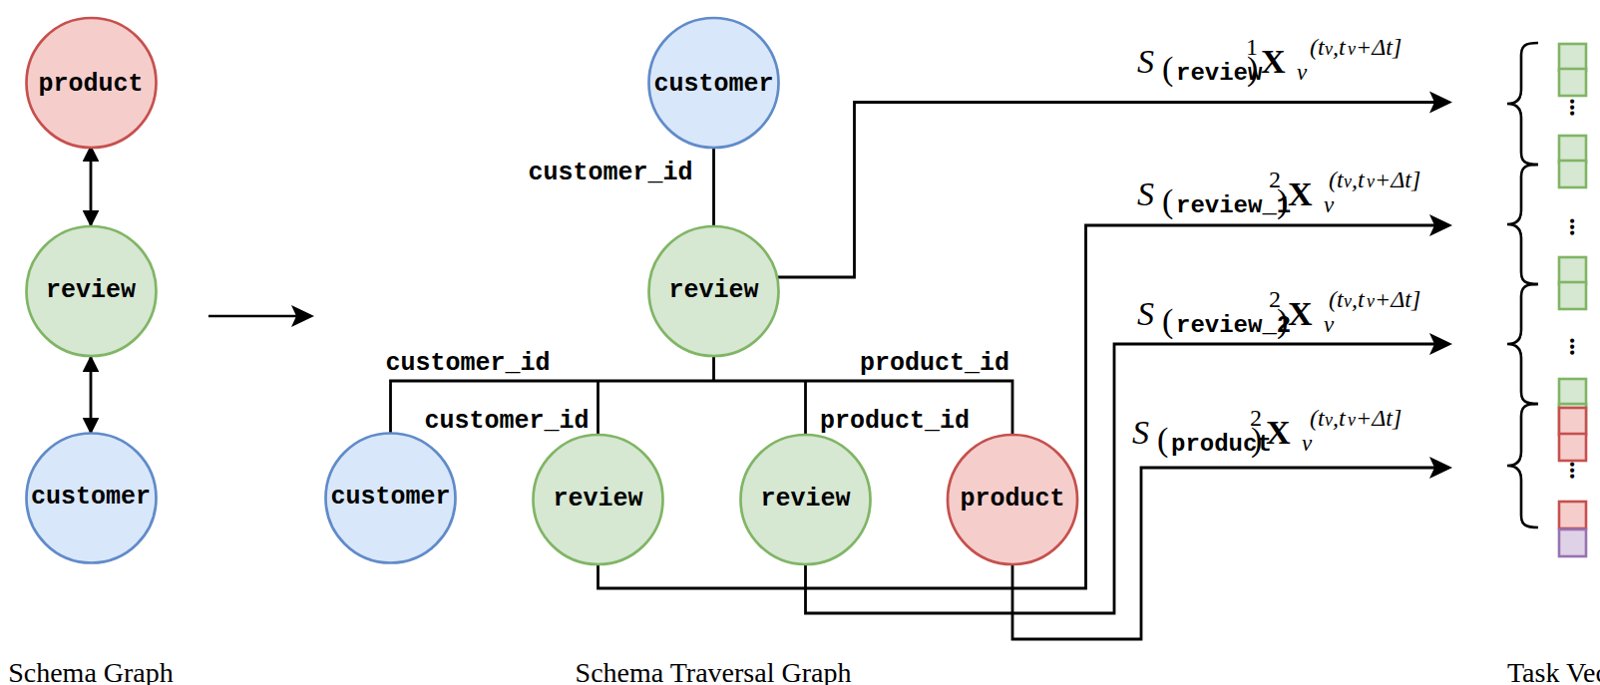 product
review
customer
Schema Graph
customer
customer_id
review
customer_id
product_id
customer_id
product_id
customer
review
review
product
Schema Traversal Graph
S (review)¹ X v (tv,tv+Δt]
S (review_1)² X v (tv,tv+Δt]
S (review_2)² X v (tv,tv+Δt]
S (product)² X v (tv,tv+Δt]
Task Vec